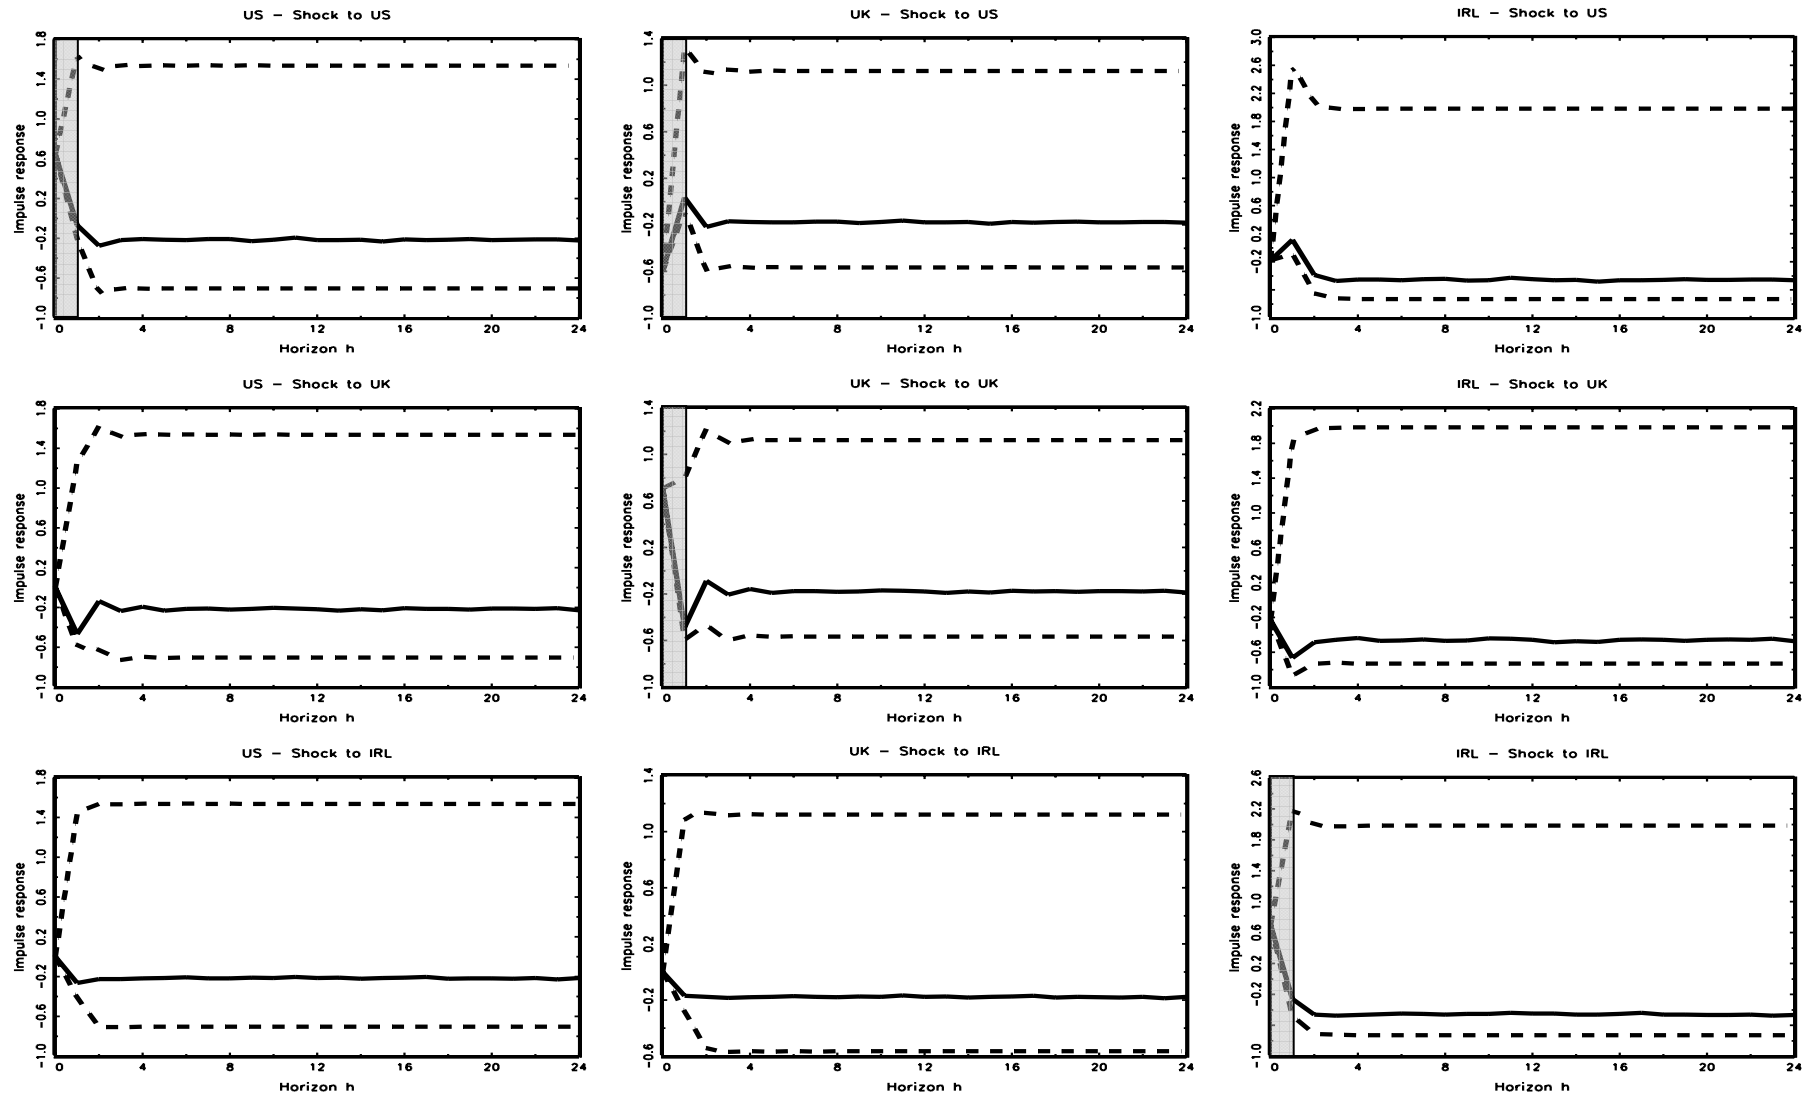 US – Shock to US
Impulse response
1.8
1.4
1.0
0.6
0.2
−0.2
−0.6
−1.0
0 4 8 12 16 20 24
Horizon h
UK – Shock to US
Impulse response
1.4
1.0
0.6
0.2
−0.2
−0.6
−1.0
0 4 8 12 16 20 24
Horizon h
IRL – Shock to US
Impulse response
3.0
2.6
2.2
1.8
1.4
1.0
0.6
0.2
−0.2
−1.0
0 4 8 12 16 20 24
Horizon h
US – Shock to UK
Impulse response
1.8
1.4
1.0
0.6
0.2
−0.2
−0.6
−1.0
0 4 8 12 16 20 24
Horizon h
UK – Shock to UK
Impulse response
1.4
1.0
0.6
0.2
−0.2
−0.6
−1.0
0 4 8 12 16 20 24
Horizon h
IRL – Shock to UK
Impulse response
2.2
1.8
1.4
1.0
0.6
0.2
−0.2
−0.6
−1.0
0 4 8 12 16 20 24
Horizon h
US – Shock to IRL
Impulse response
1.8
1.4
1.0
0.6
0.2
−0.2
−0.6
−1.0
0 4 8 12 16 20 24
Horizon h
UK – Shock to IRL
Impulse response
1.4
1.0
0.6
0.2
−0.2
−0.6
0 4 8 12 16 20 24
Horizon h
IRL – Shock to IRL
Impulse response
2.6
2.2
1.8
1.4
1.0
0.6
0.2
−0.2
−1.0
0 4 8 12 16 20 24
Horizon h